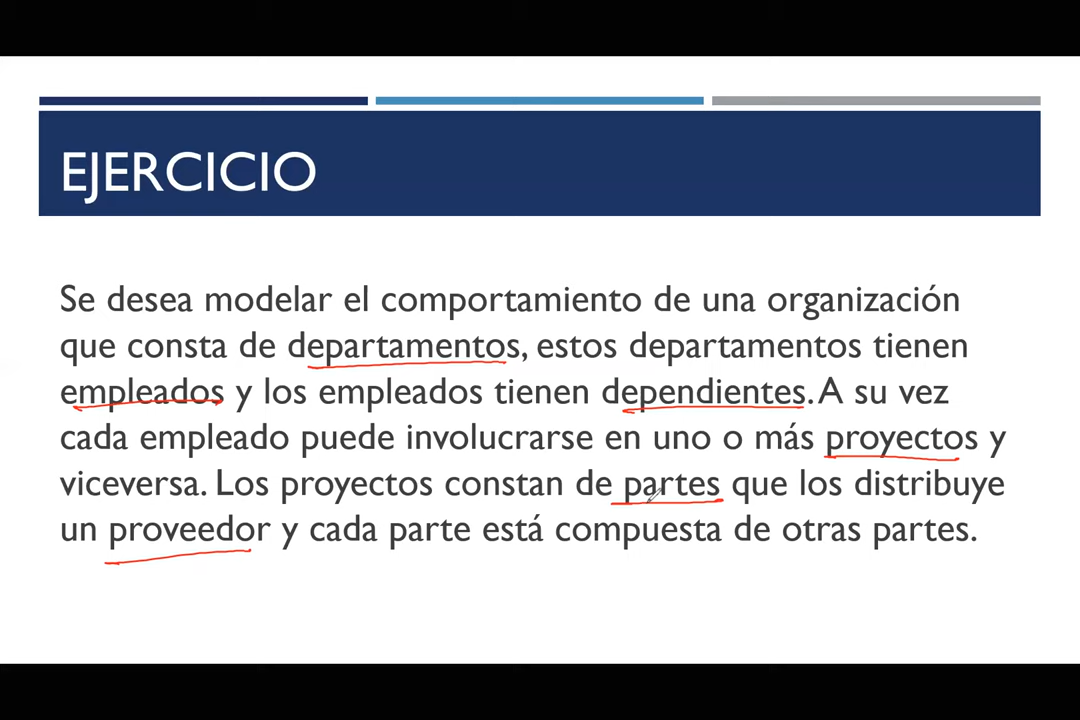 EJERCICIO
Se desea modelar el comportamiento de una organización
que consta de departamentos, estos departamentos tienen
empleados y los empleados tienen dependientes. A su vez
cada empleado puede involucrarse en uno o más proyectos y
viceversa. Los proyectos constan de partes que los distribuye
un proveedor y cada parte está compuesta de otras partes.